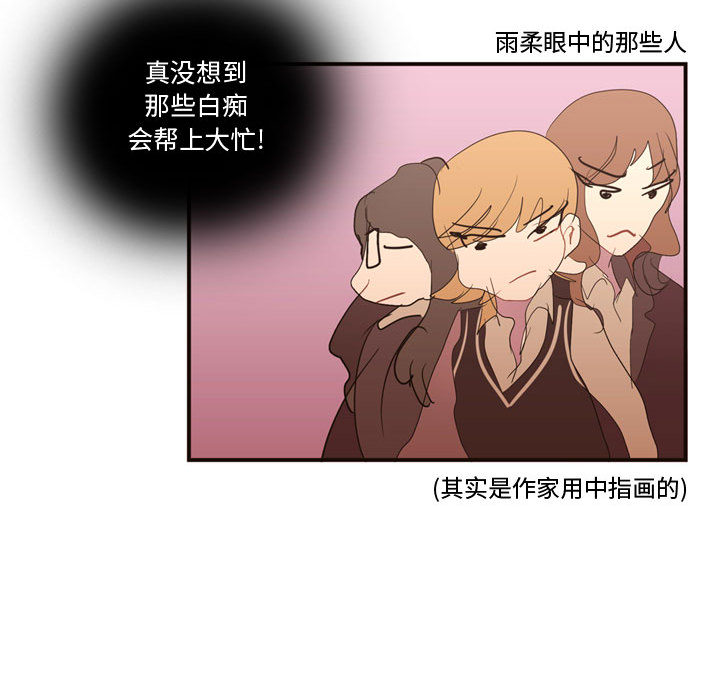 雨柔眼中的那些人
真没想到
那些白痴
会帮上大忙!
(其实是作家用中指画的)